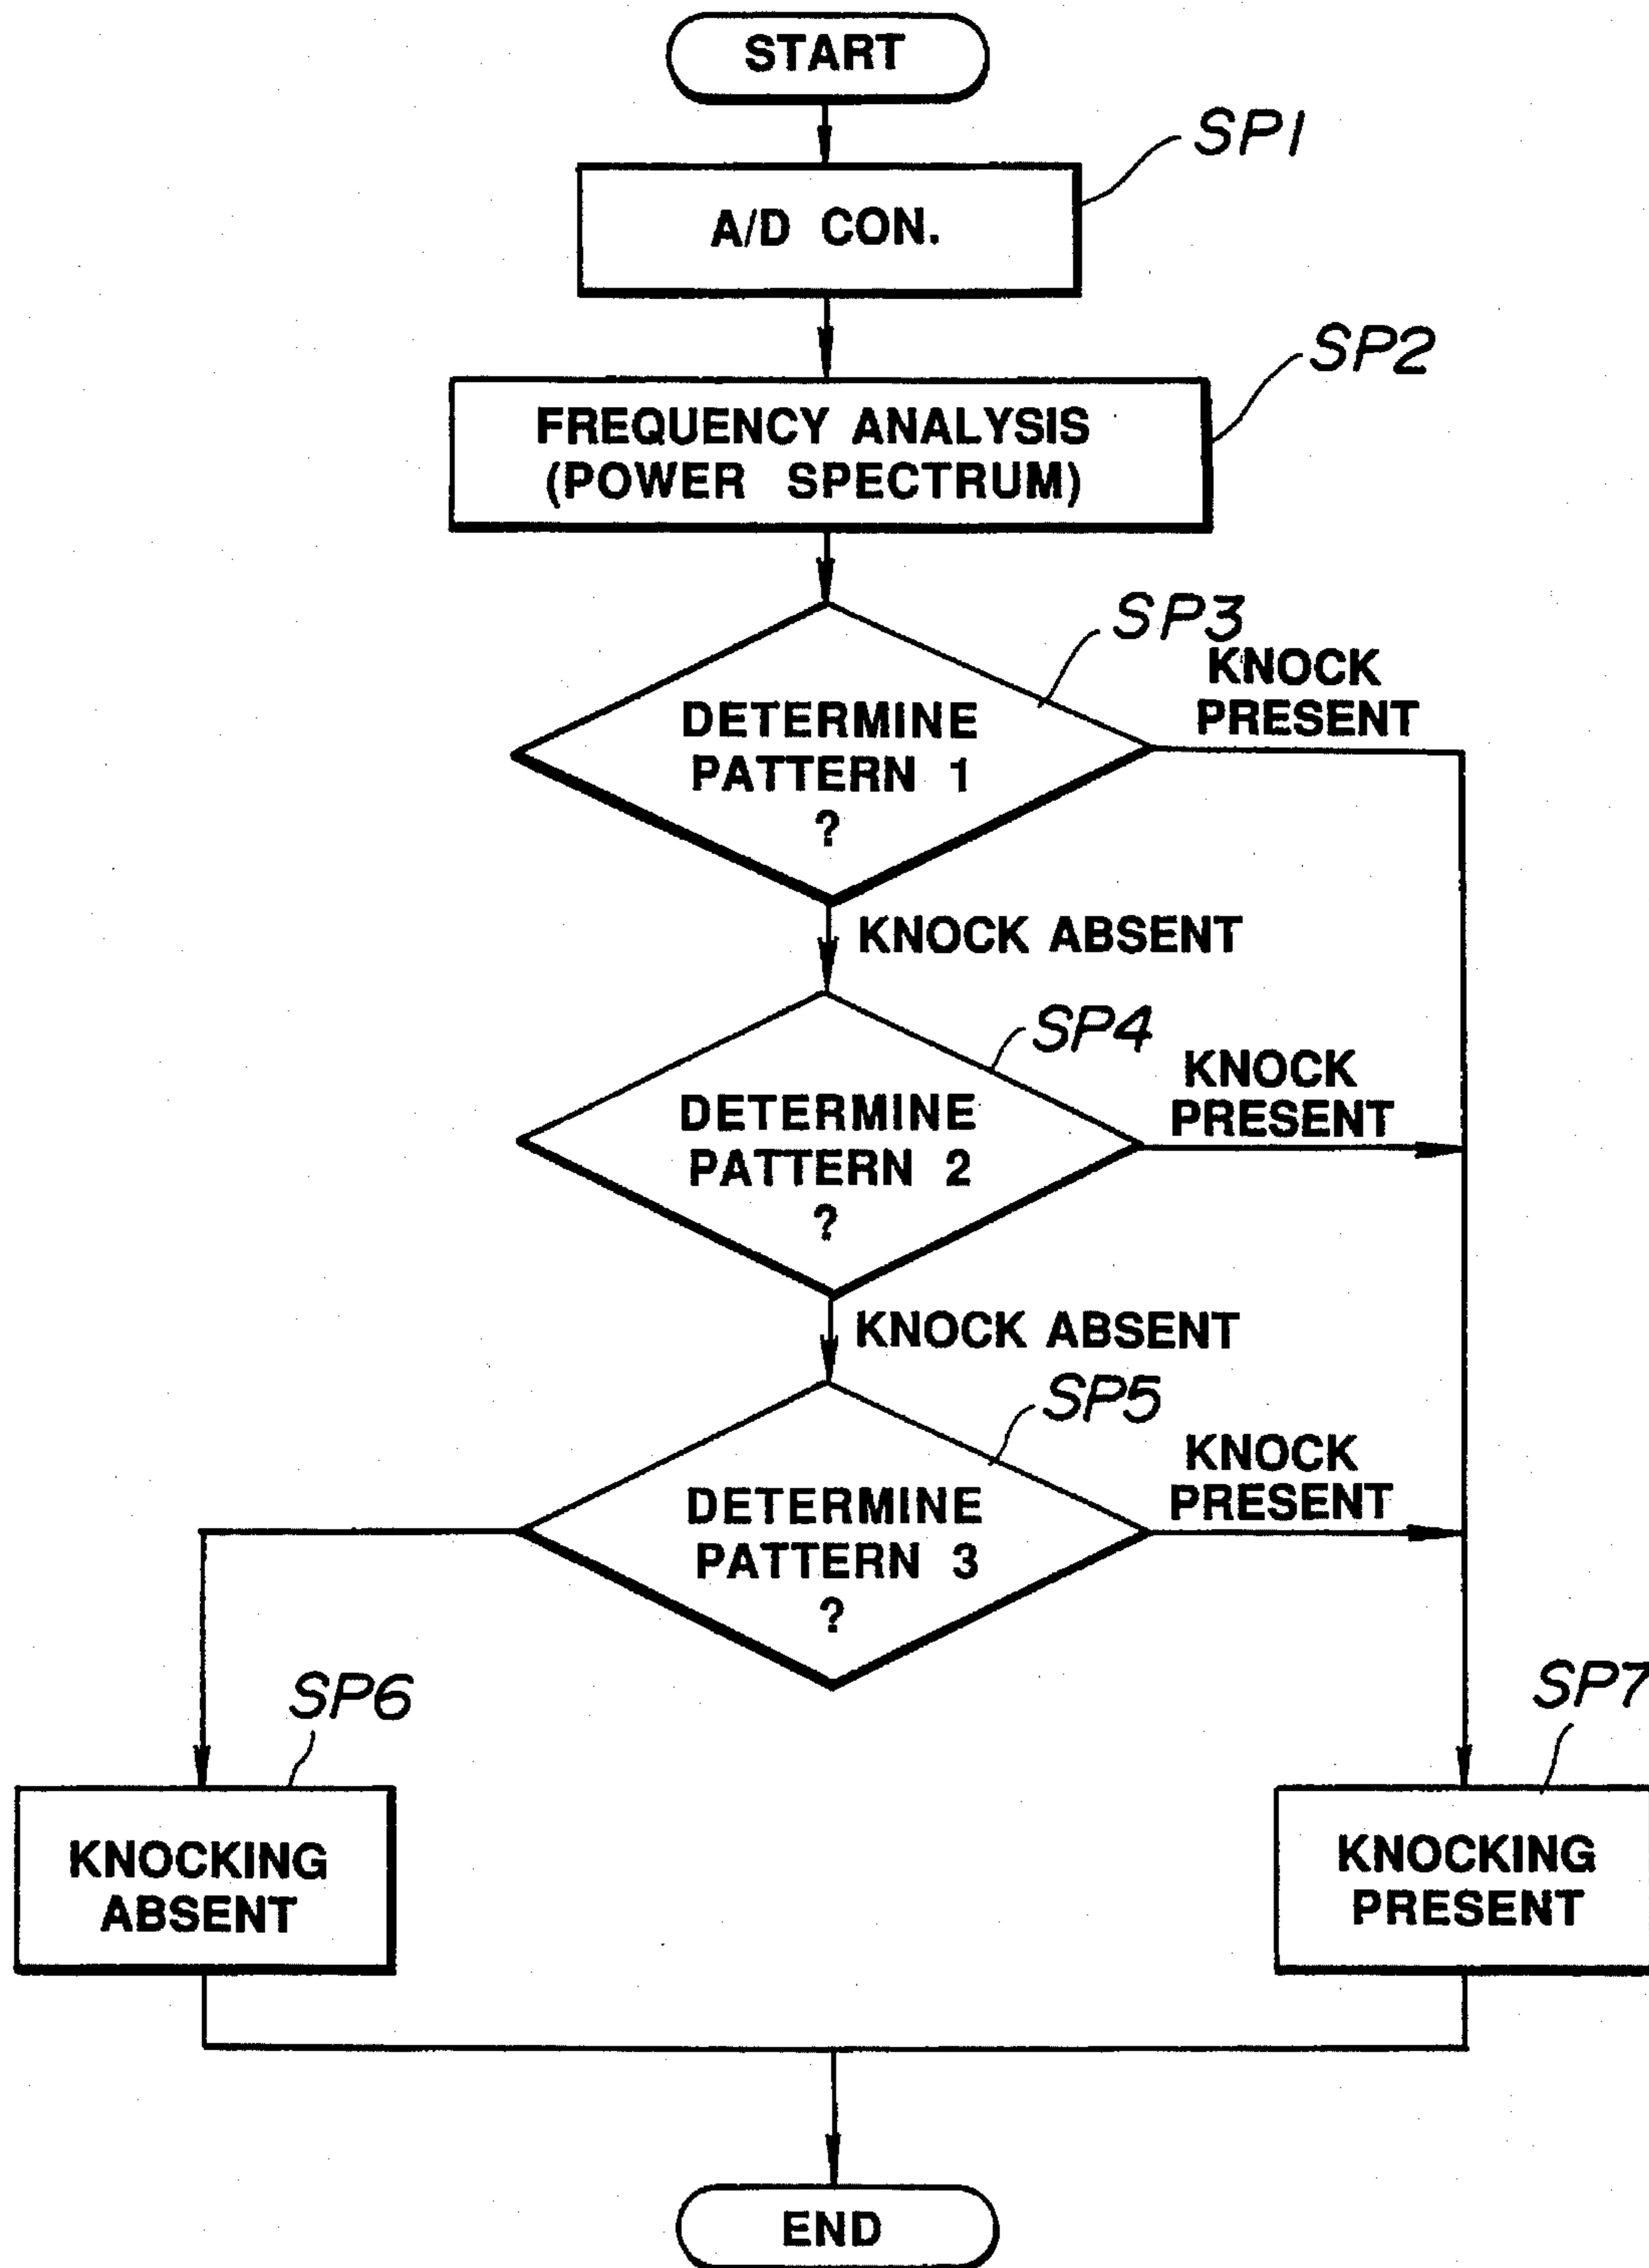 START
SP1
A/D CON.
SP2
FREQUENCY ANALYSIS
(POWER SPECTRUM)
SP3
KNOCK
PRESENT
DETERMINE
PATTERN 1
?
KNOCK ABSENT
SP4
KNOCK
PRESENT
DETERMINE
PATTERN 2
?
KNOCK ABSENT
SP5
KNOCK
PRESENT
DETERMINE
PATTERN 3
?
SP6
SP7
KNOCKING
ABSENT
KNOCKING
PRESENT
END